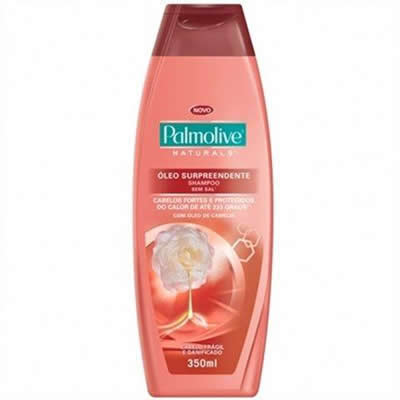 NOVO
Palmolive
NATURALS
ÓLEO SURPREENDENTE
SHAMPOO
SEM SAL
CABELOS FORTES E PROTEGIDOS
DO CALOR DE ATÉ 233 GRAUS
COM ÓLEO DE CAMÉLIA
CABELO FRÁGIL
E DANIFICADO
350ml